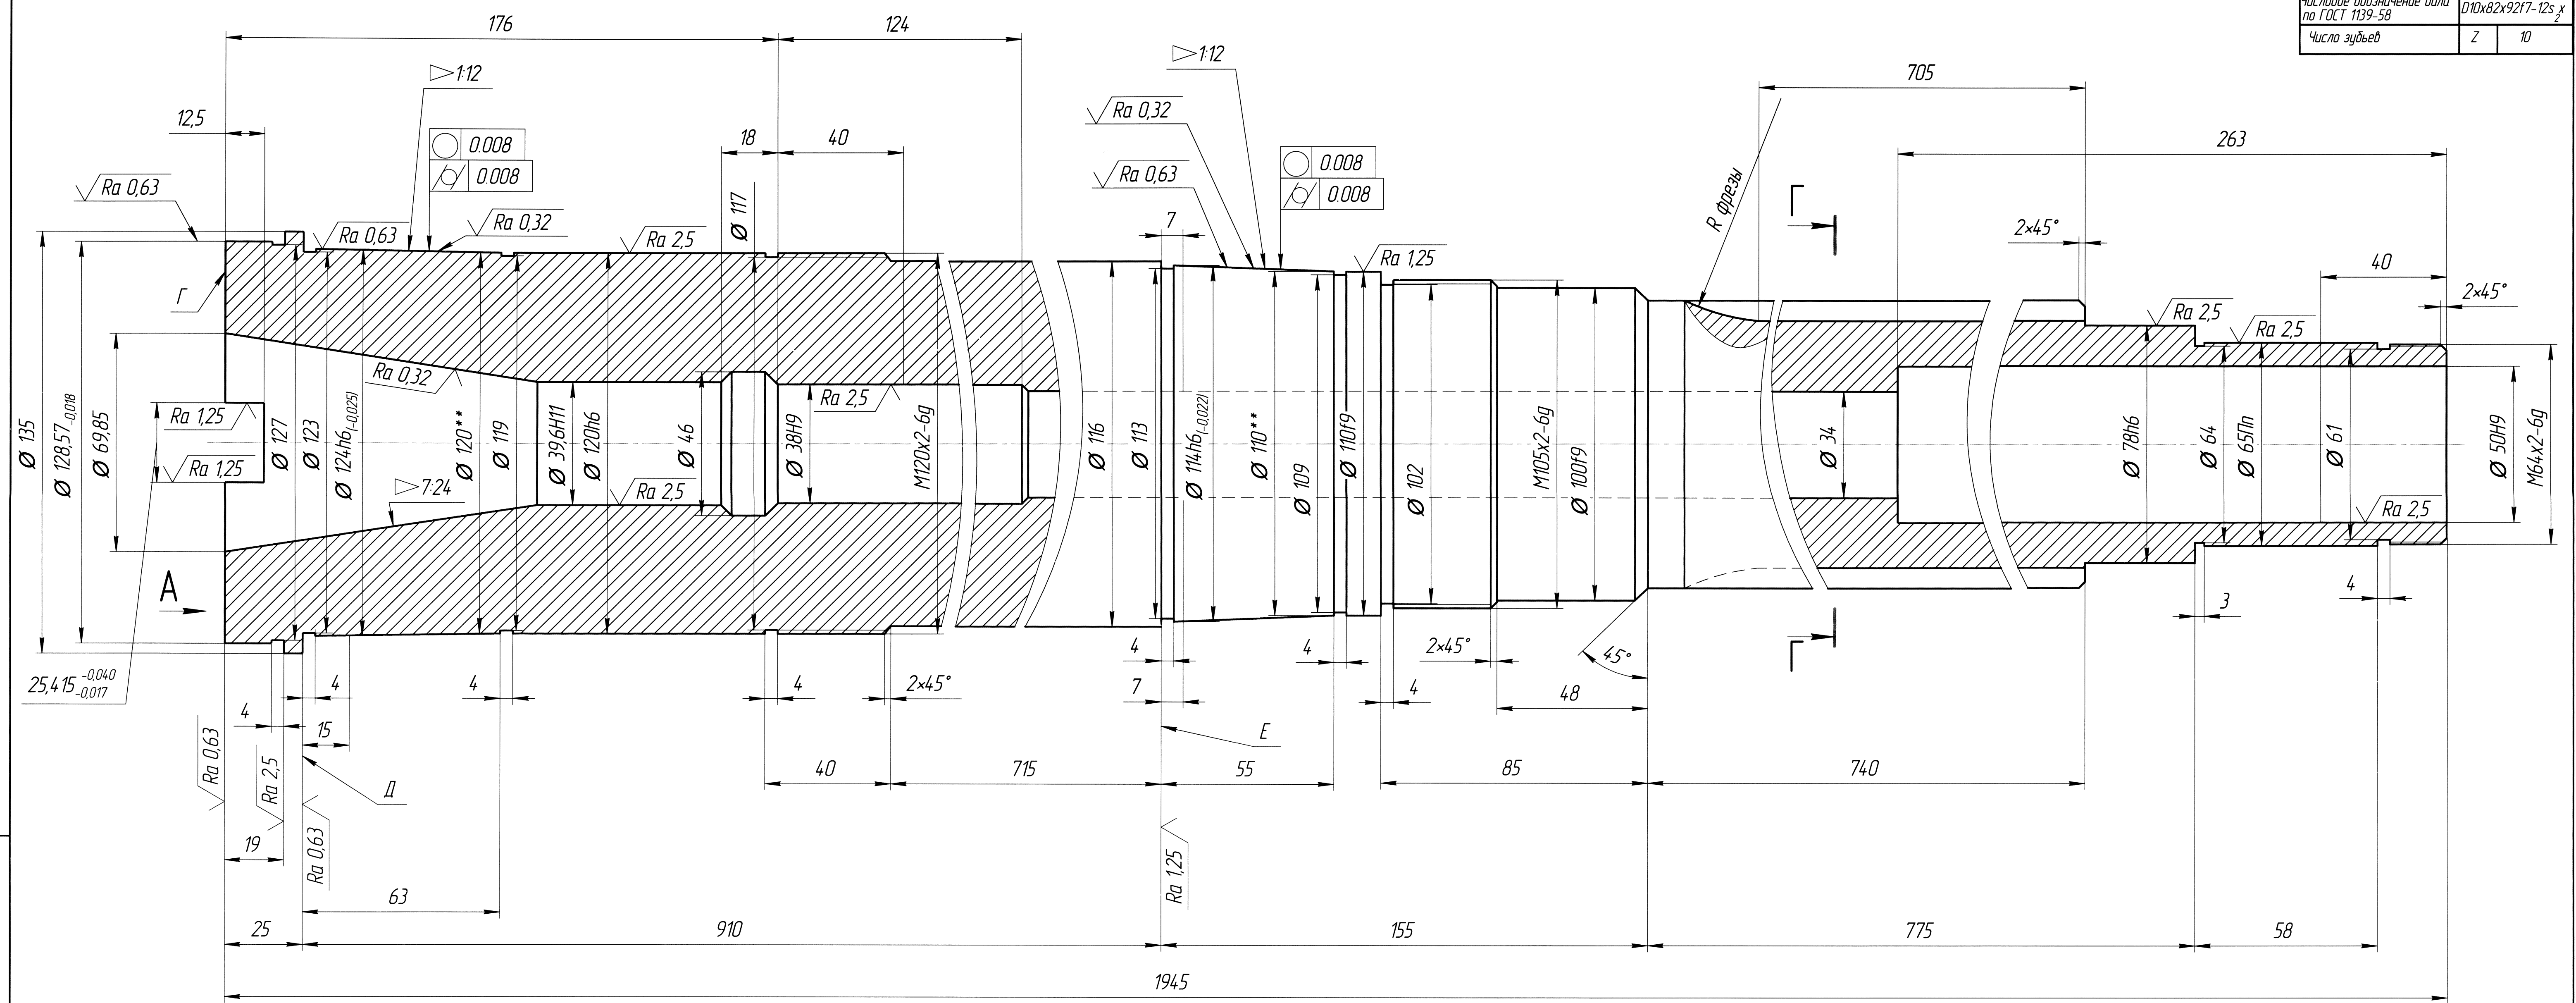 по ГОСТ 1139-58
D10x82x92f7-12s x/2
Число зубьев
Z
10
176
124
▷1:12
▷1:12
705
12,5
Ra 0,32
0.008
0.008
18
40
263
Ra 0,63
Ra 0,63
0.008
0.008
R фрезы
Г
Ø 117
7
2×45°
Ra 0,63
Ra 0,32
Ra 2,5
Ra 1,25
40
2×45°
Г
Ra 2,5
Ra 2,5
Ra 0,32
Ra 2,5
Ra 1,25
Ra 1,25
Ø 135
Ø 128,57-0,018
Ø 69,85
Ø 127
Ø 123
Ø 124h6(-0,025)
Ø 120**
Ø 119
Ø 39,6H11
Ø 120h6
Ø 46
Ø 38H9
M120x2-6g
Ø 116
Ø 113
Ø 114h6(-0,022)
Ø 110**
Ø 109
Ø 110f9
Ø 102
M105x2-6g
Ø 100f9
Ø 34
Ø 78h6
Ø 64
Ø 65Пп
Ø 61
Ø 50H9
M64x2-6g
▷7:24
Ra 2,5
Ra 2,5
А
3
4
4
4
2×45°
45°
Г
25,415 -0,040 -0,017
4
4
4
2×45°
7
4
48
4
15
Е
Ra 0,63
Ra 2,5
Д
40
715
55
85
740
19
Ra 0,63
Ra 1,25
63
25
910
155
775
58
1945